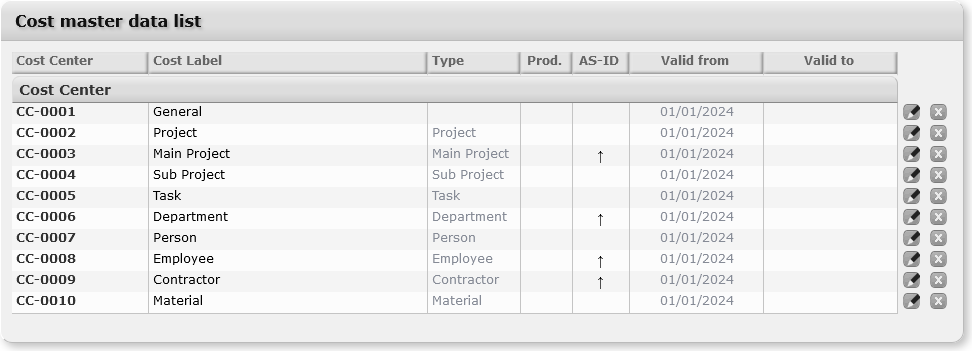 Cost master data list
Cost Center Cost Label Type Prod. AS-ID Valid from Valid to
Cost Center
CC-0001 General 01/01/2024
CC-0002 Project Project 01/01/2024
CC-0003 Main Project Main Project ↑ 01/01/2024
CC-0004 Sub Project Sub Project 01/01/2024
CC-0005 Task Task 01/01/2024
CC-0006 Department Department ↑ 01/01/2024
CC-0007 Person Person 01/01/2024
CC-0008 Employee Employee ↑ 01/01/2024
CC-0009 Contractor Contractor ↑ 01/01/2024
CC-0010 Material Material 01/01/2024